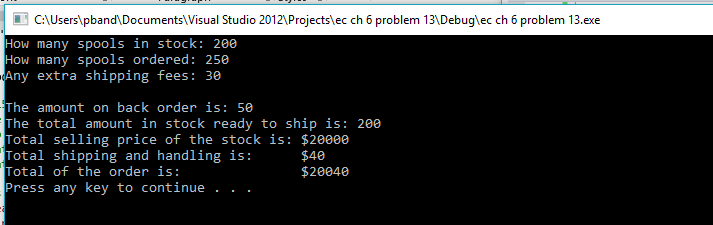 C:\Users\pband\Documents\Visual Studio 2012\Projects\ec ch 6 problem 13\Debug\ec ch 6 problem 13.exe
How many spools in stock: 200
How many spools ordered: 250
Any extra shipping fees: 30
The amount on back order is: 50
The total amount in stock ready to ship is: 200
Total selling price of the stock is: $20000
Total shipping and handling is: $40
Total of the order is: $20040
Press any key to continue . . .